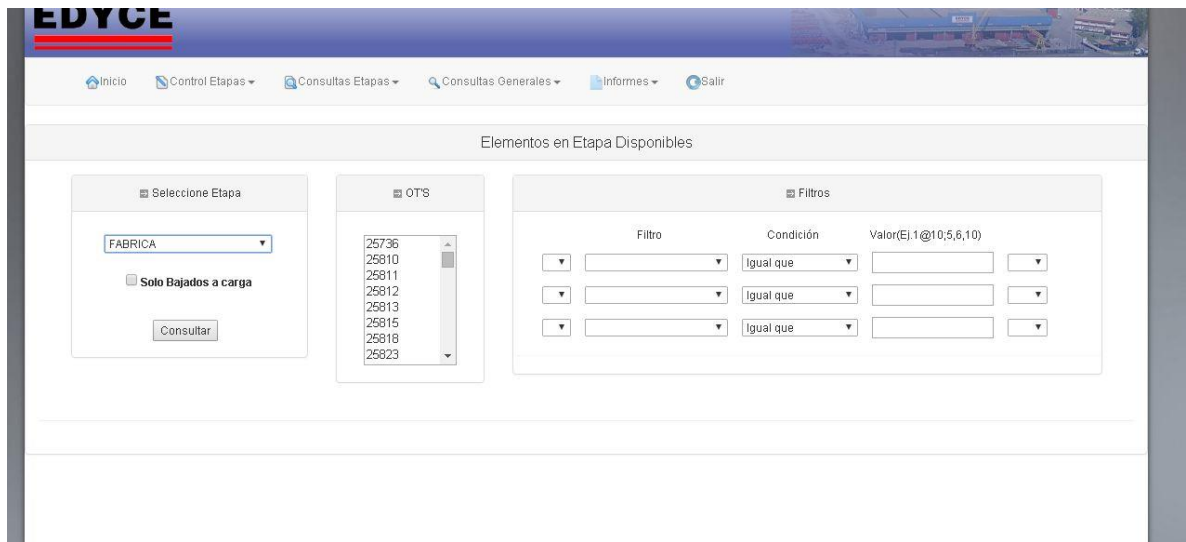 EDYCE
Inicio Control Etapas Consultas Etapas Consultas Generales Informes Salir
Elementos en Etapa Disponibles
Seleccione Etapa
FABRICA
Solo Bajados a carga
Consultar
OT'S
25736
25810
25811
25812
25813
25815
25818
25823
Filtros
Filtro Condición Valor(Ej.1@10;5,6,10)
Igual que
Igual que
Igual que